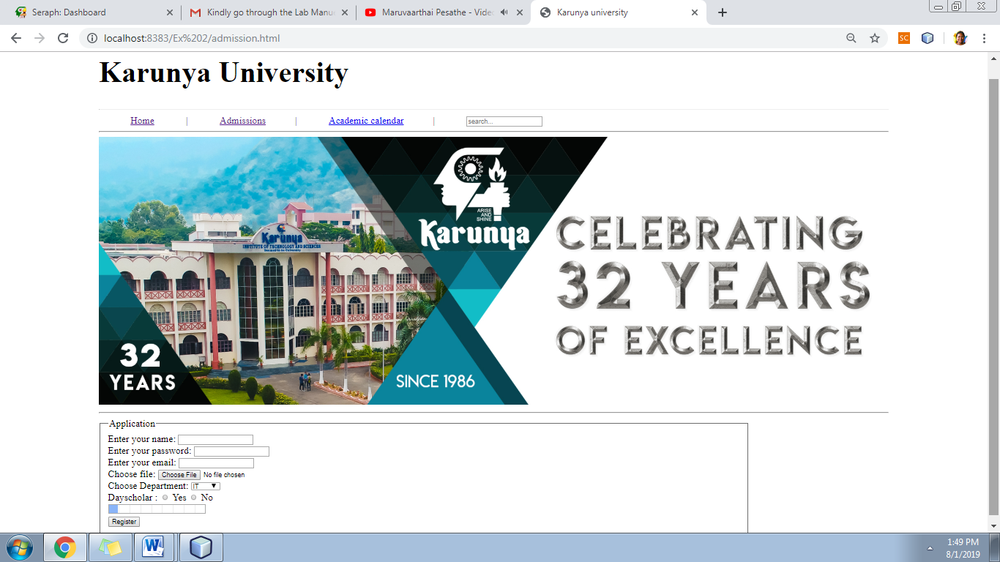 Seraph: Dashboard
Kindly go through the Lab Manu
Maruvaarthai Pesathe - Vide
Karunya university
localhost:8383/Ex%202/admission.html
SC
Karunya University
Home | Admissions | Academic calendar | search...
ARISE
AND
SHINE
Karunya
Karunya
INSTITUTE OF TECHNOLOGY AND SCIENCES
Deemed-to-be University
CELEBRATING
32 YEARS
OF EXCELLENCE
32
YEARS
SINCE 1986
Application
Enter your name:
Enter your password:
Enter your email:
Choose file: Choose File No file chosen
Choose Department: IT
Dayscholar : Yes No
Register
1:49 PM
8/1/2019